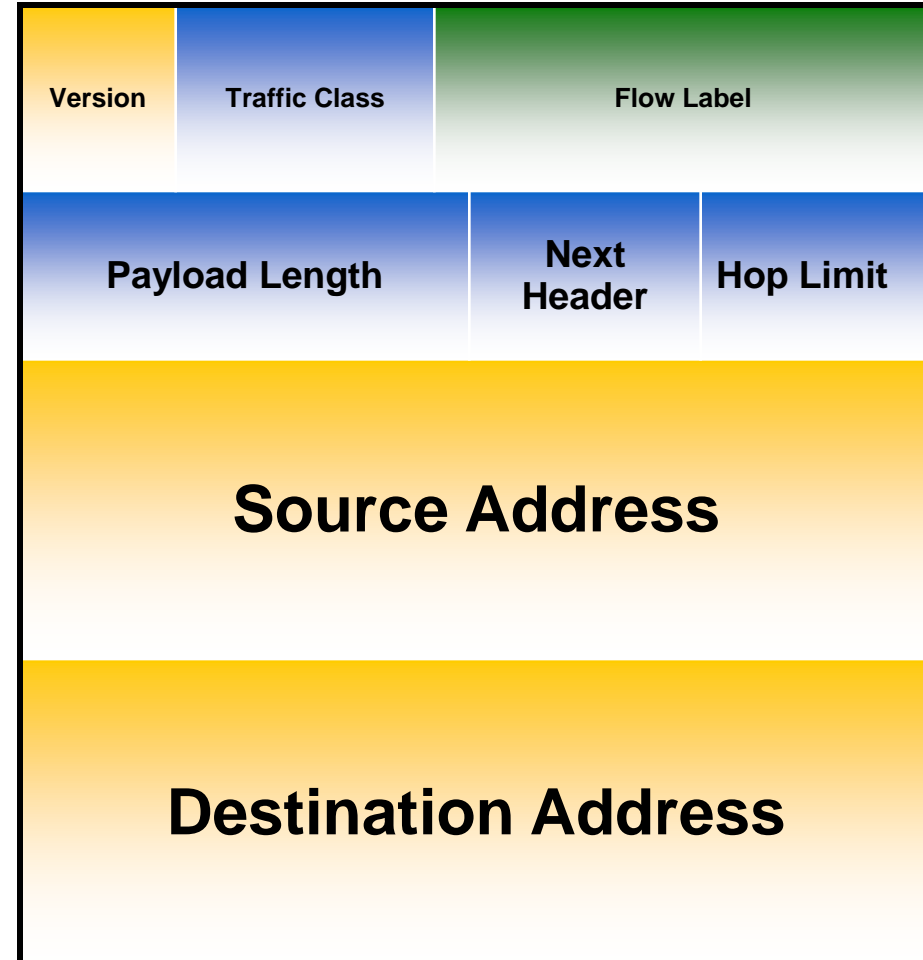 Version
Traffic Class
Flow Label
Payload Length
Next
Header
Hop Limit
Source Address
Destination Address